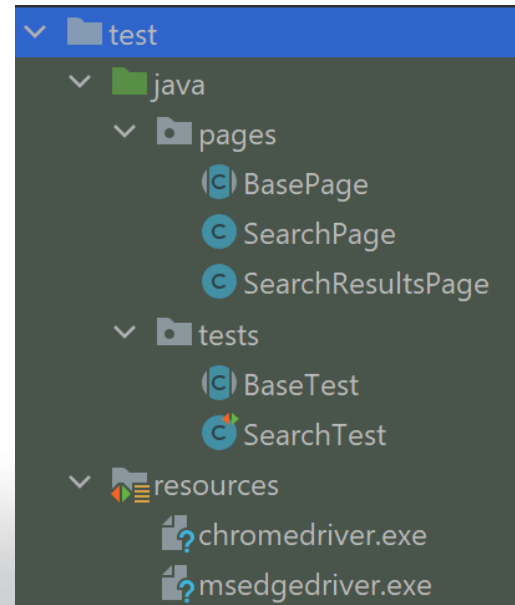 test
java
pages
BasePage
SearchPage
SearchResultsPage
tests
BaseTest
SearchTest
resources
chromedriver.exe
msedgedriver.exe